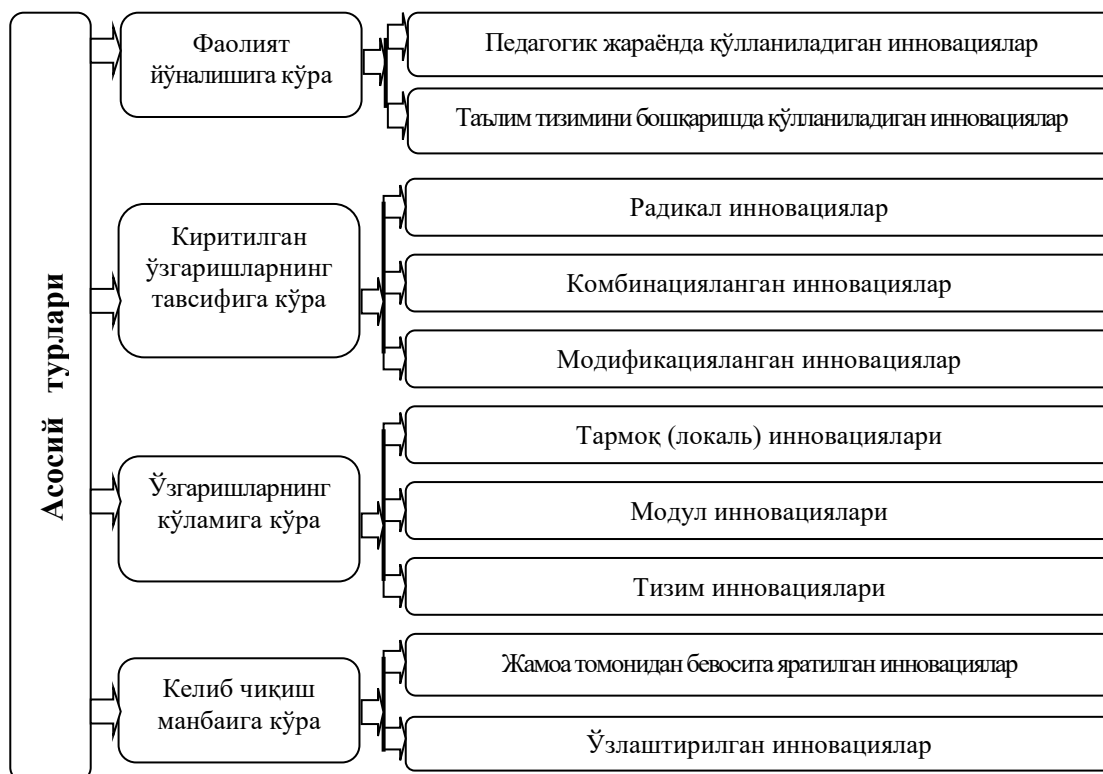 Асосий турлари
Фаолият
йўналишига кўра
Педагогик жараёнда қўлланиладиган инновациялар
Таълим тизимини бошқаришда қўлланиладиган инновациялар
Киритилган
ўзгаришларнинг
тавсифига кўра
Радикал инновациялар
Комбинацияланган инновациялар
Модификацияланган инновациялар
Ўзгаришларнинг
кўламига кўра
Тармоқ (локаль) инновациялари
Модул инновациялари
Тизим инновациялари
Келиб чиқиш
манбаига кўра
Жамоа томонидан бевосита яратилган инновациялар
Ўзлаштирилган инновациялар